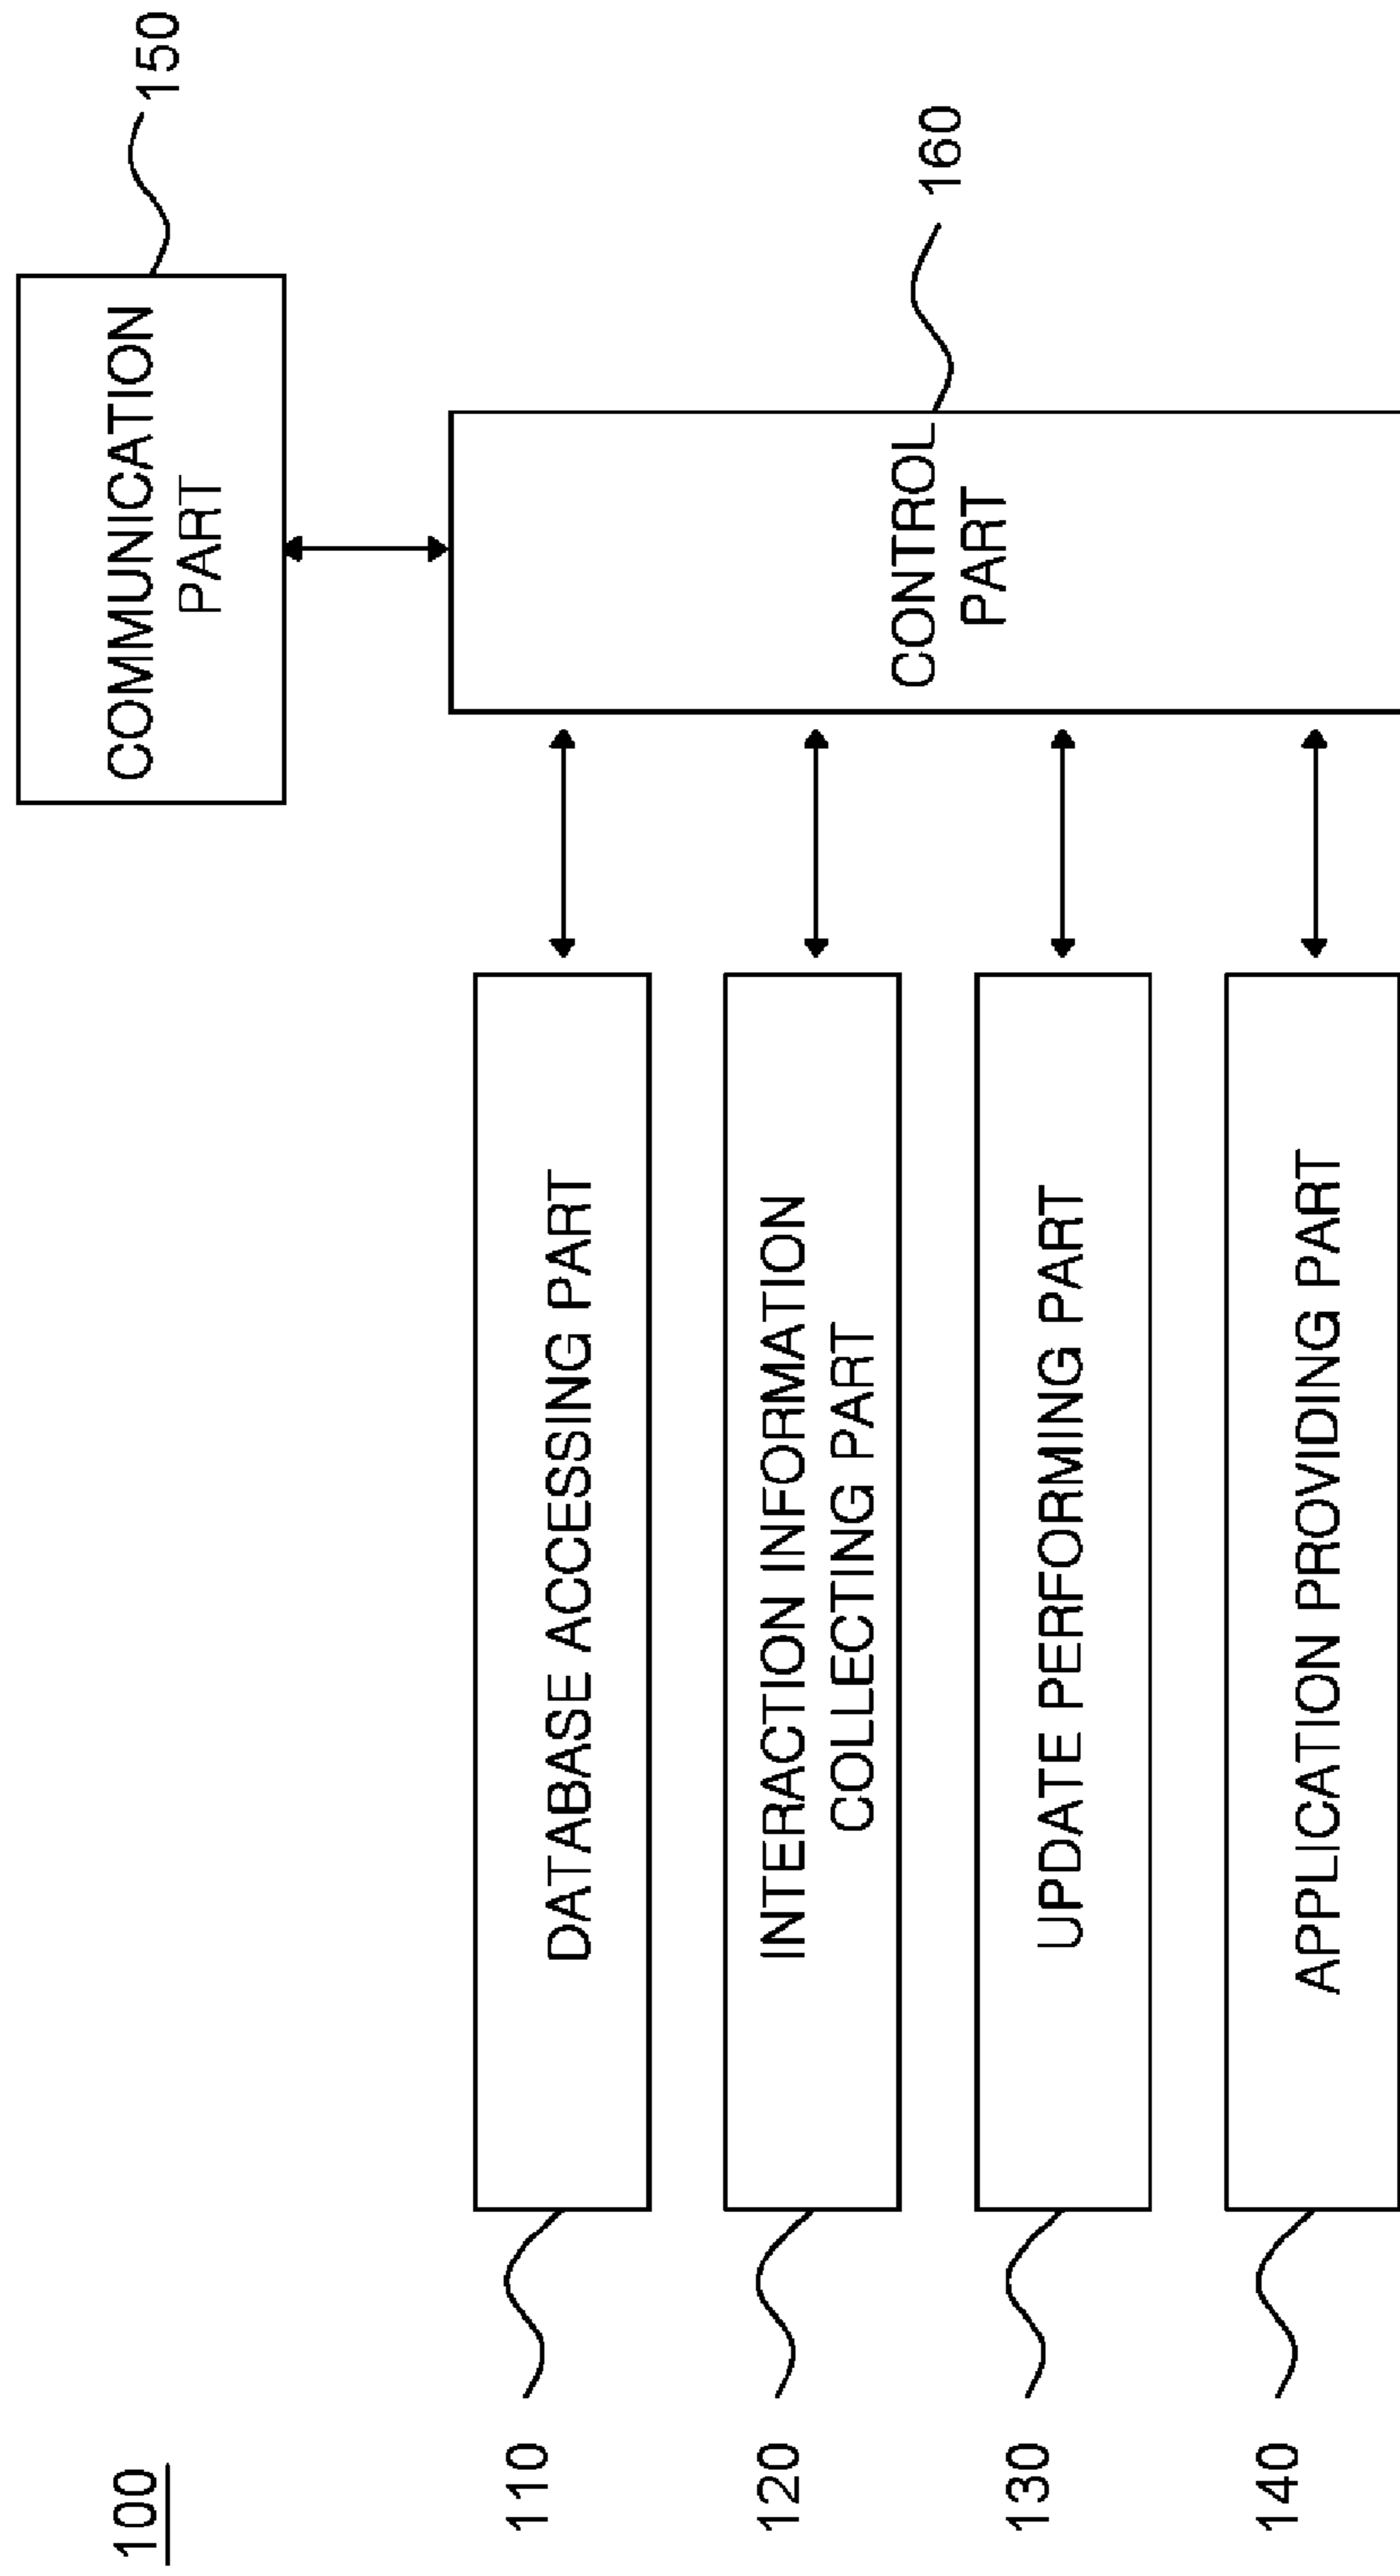 100
COMMUNICATION
PART
150
110
DATABASE ACCESSING PART
120
INTERACTION INFORMATION
COLLECTING PART
130
UPDATE PERFORMING PART
140
APPLICATION PROVIDING PART
CONTROL
PART
160